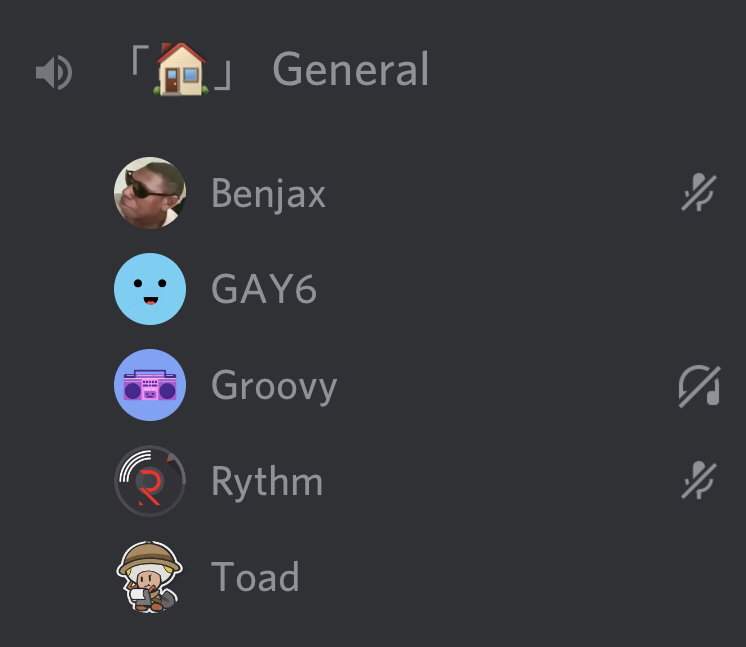 「🏠」 General
Benjax
GAY6
Groovy
Rythm
Toad